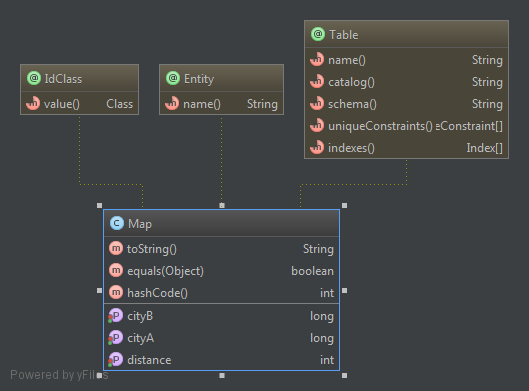 Table
name() String
catalog() String
schema() String
uniqueConstraints() eConstraint[]
indexes() Index[]
IdClass
value() Class
Entity
name() String
Map
toString() String
equals(Object) boolean
hashCode() int
cityB long
cityA long
distance int
Powered by yFiles